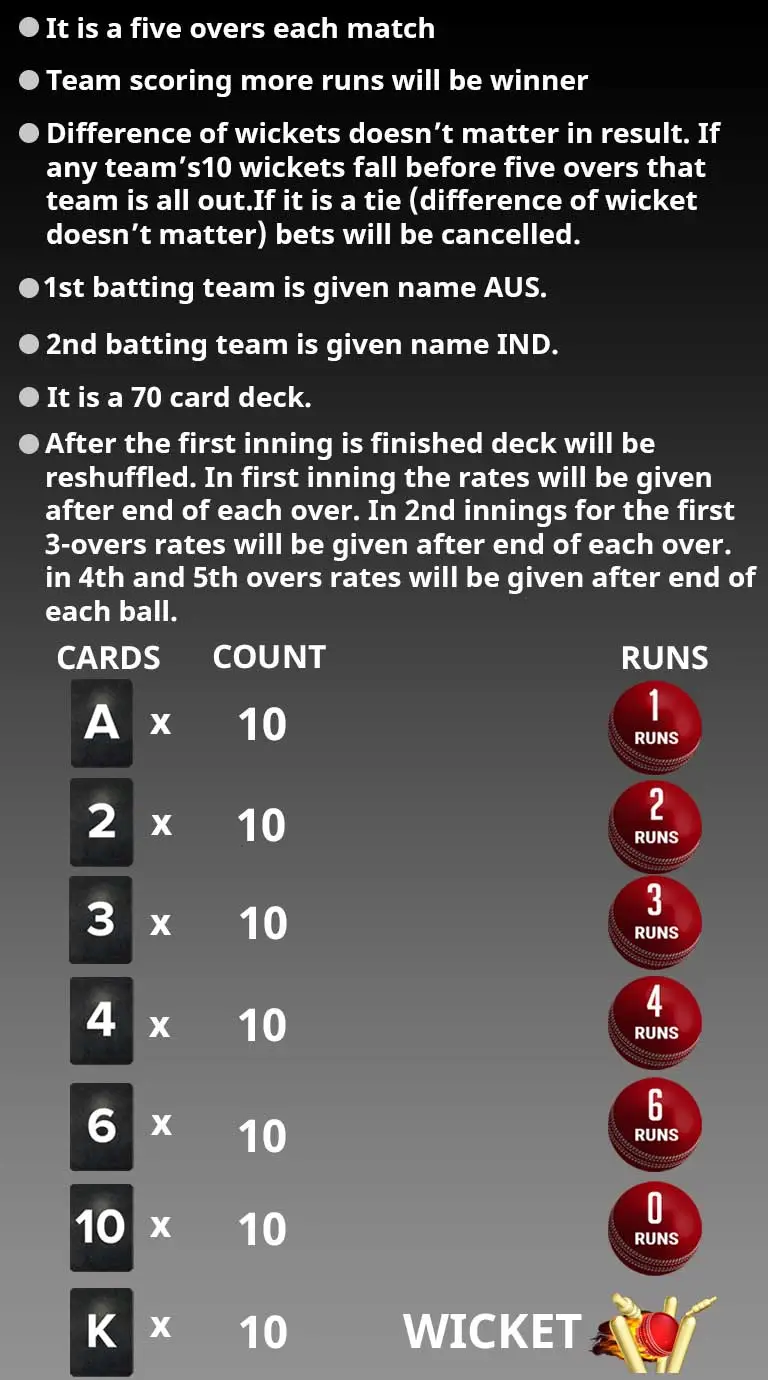 It is a five overs each match
Team scoring more runs will be winner
Difference of wickets doesn't matter in result. If
any team's10 wickets fall before five overs that
team is all out.If it is a tie (difference of wicket
doesn't matter) bets will be cancelled.
1st batting team is given name AUS.
2nd batting team is given name IND.
It is a 70 card deck.
After the first inning is finished deck will be
reshuffled. In first inning the rates will be given
after end of each over. In 2nd innings for the first
3-overs rates will be given after end of each over.
in 4th and 5th overs rates will be given after end of
each ball.
CARDS COUNT RUNS
A x 10 1 RUNS
2 x 10 2 RUNS
3 x 10 3 RUNS
4 x 10 4 RUNS
6 x 10 6 RUNS
10 x 10 0 RUNS
K x 10 WICKET